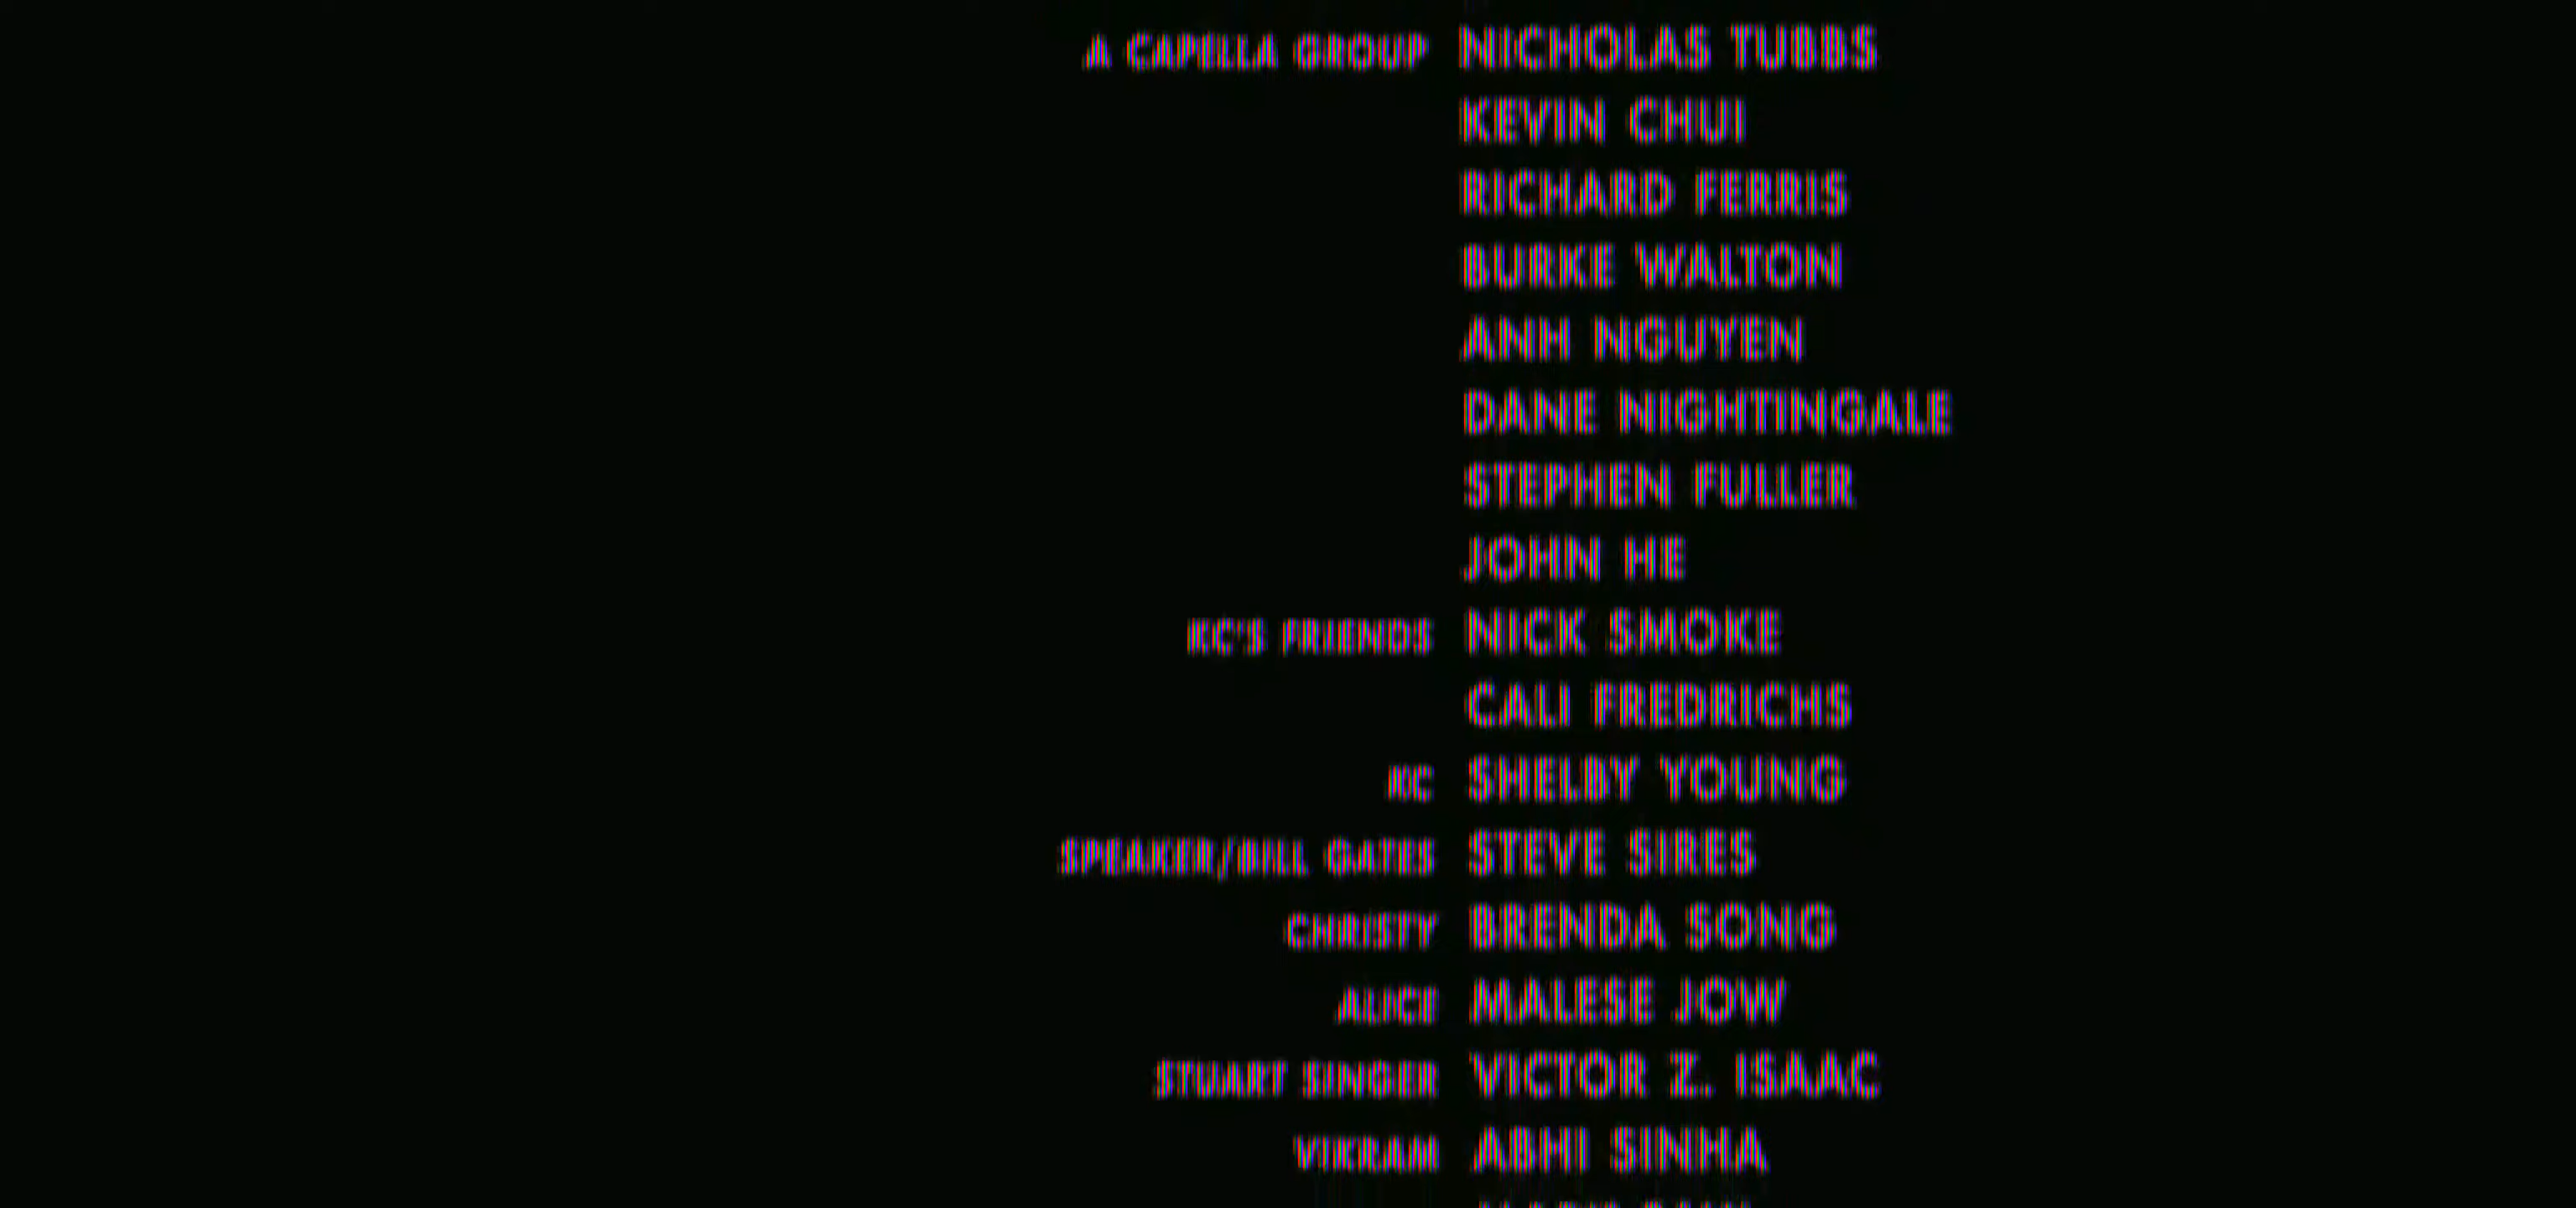 A CAPELLA GROUP NICHOLAS TUBBS
KEVIN CHUI
RICHARD FERRIS
BURKE WALTON
ANH NGUYEN
DANE NIGHTINGALE
STEPHEN FULLER
JOHN HE
KC'S FRIENDS NICK SMOKE
CALI FREDRICHS
KC SHELBY YOUNG
SPEAKER/BILL GATES STEVE SIRES
CHRISTY BRENDA SONG
ALICE MALESE JOW
STUART SINGER VICTOR Z. ISAAC
VIKRAM ABHI SINHA